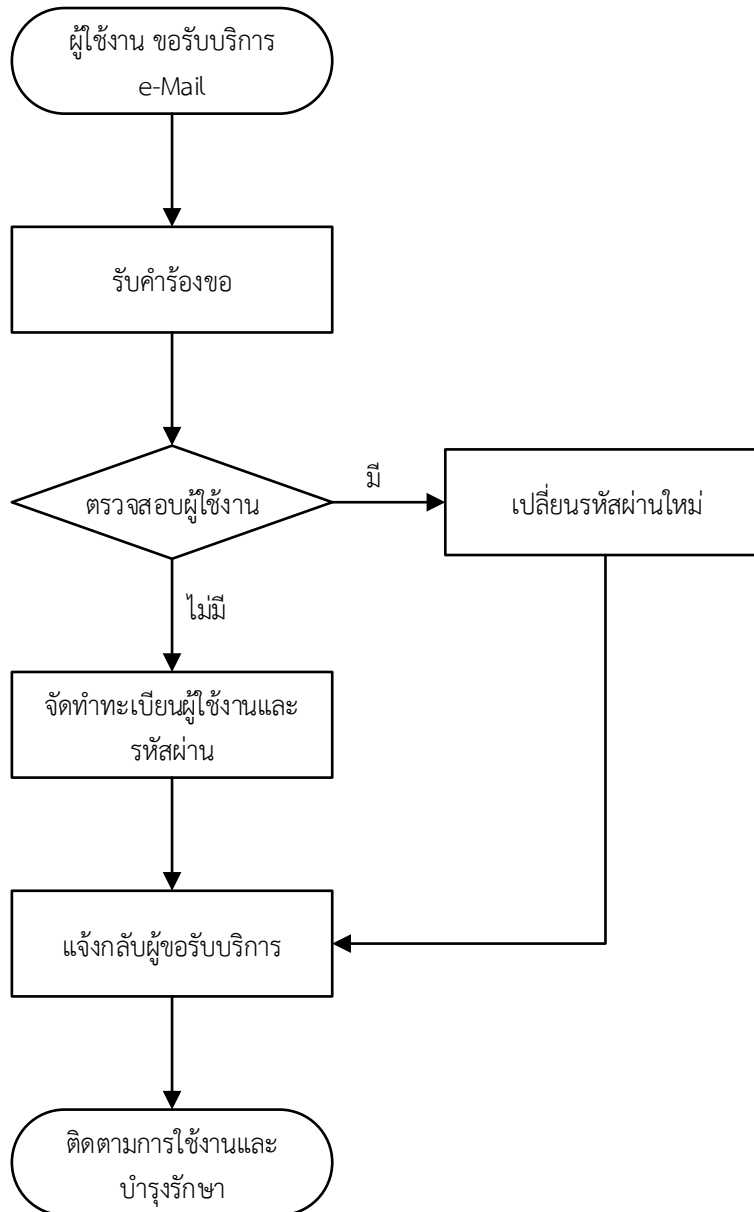 ผู้ใช้งาน ขอรับบริการ
e-Mail
รับคำร้องขอ
ตรวจสอบผู้ใช้งาน
มี
เปลี่ยนรหัสผ่านใหม่
ไม่มี
จัดทำทะเบียนผู้ใช้งานและ
รหัสผ่าน
แจ้งกลับผู้ขอรับบริการ
ติดตามการใช้งานและ
บำรุงรักษา